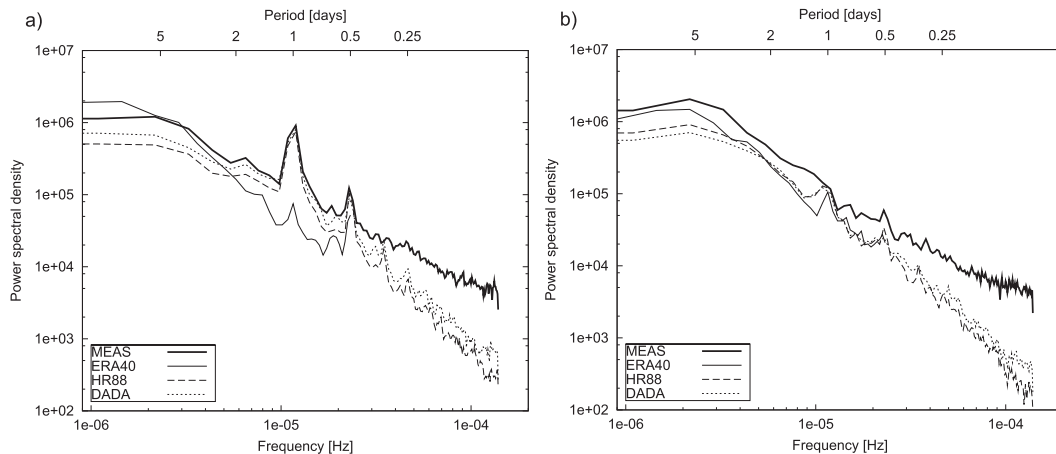 a)
Period [days]
5 2 1 0.5 0.25
1e+07
1e+06
1e+05
1e+04
1e+03
1e+02
Power spectral density
MEAS
ERA40
HR88
DADA
1e-06 1e-05 1e-04
Frequency [Hz]
b)
Period [days]
5 2 1 0.5 0.25
1e+07
1e+06
1e+05
1e+04
1e+03
1e+02
Power spectral density
MEAS
ERA40
HR88
DADA
1e-06 1e-05 1e-04
Frequency [Hz]